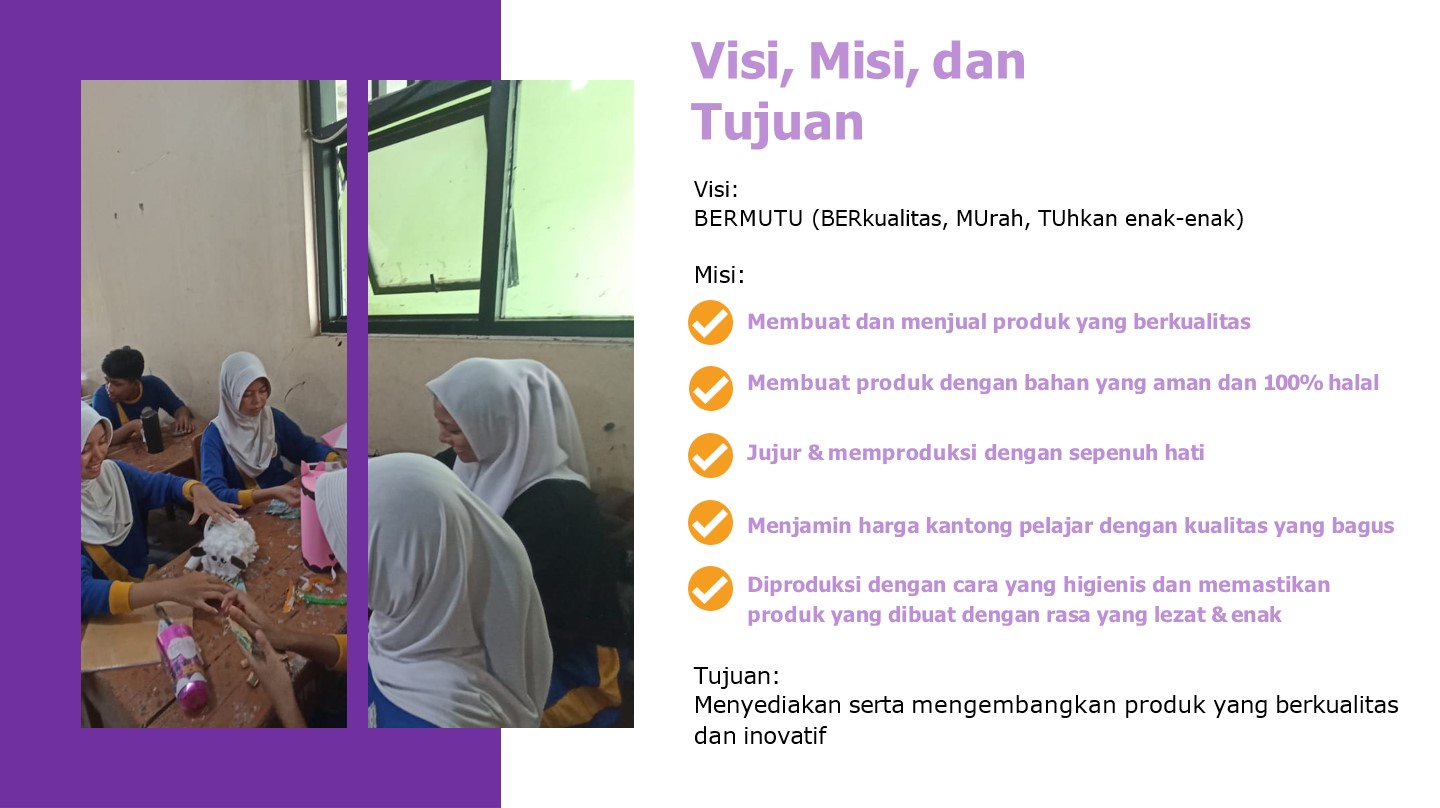 Visi, Misi, dan
Tujuan
Visi:
BERMUTU (BERkualitas, MUrah, TUhkan enak-enak)
Misi:
Membuat dan menjual produk yang berkualitas
Membuat produk dengan bahan yang aman dan 100% halal
Jujur & memproduksi dengan sepenuh hati
Menjamin harga kantong pelajar dengan kualitas yang bagus
Diproduksi dengan cara yang higienis dan memastikan
produk yang dibuat dengan rasa yang lezat & enak
Tujuan:
Menyediakan serta mengembangkan produk yang berkualitas
dan inovatif